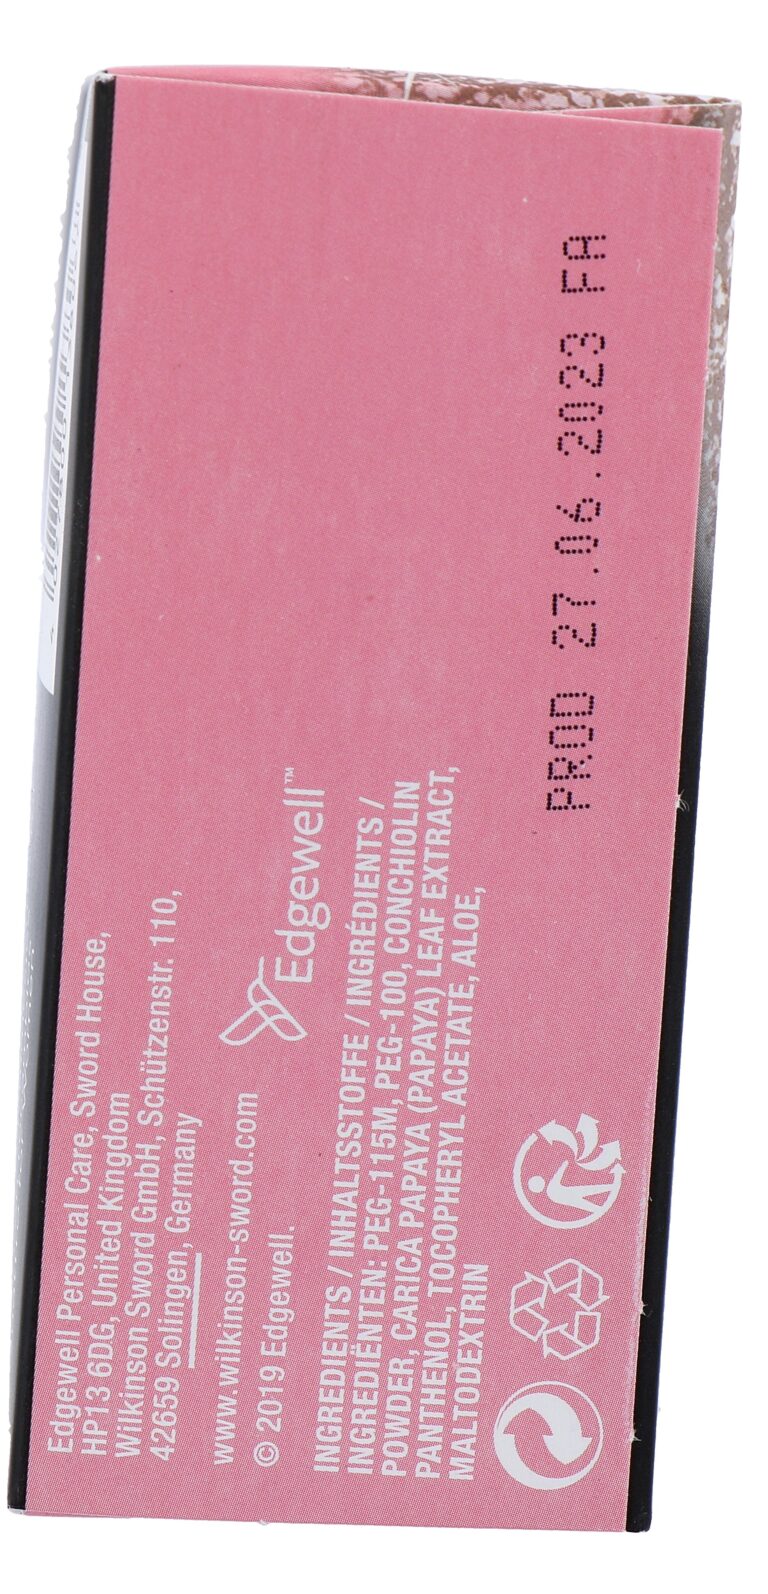 Edgewell Personal Care, Sword House,
HP13 6DG, United Kingdom
Wilkinson Sword GmbH, Schützenstr. 110,
42659 Solingen, Germany
www.wilkinson-sword.com
© 2019 Edgewell.
Edgewell™
INGREDIENTS / INHALTSSTOFFE / INGRÉDIENTS /
INGREDIËNTEN: PEG-115M, PEG-100, CONCHIOLIN
POWDER, CARICA PAPAYA (PAPAYA) LEAF EXTRACT,
PANTHENOL, TOCOPHERYL ACETATE, ALOE,
MALTODEXTRIN
PROD 27.06.2023 FA